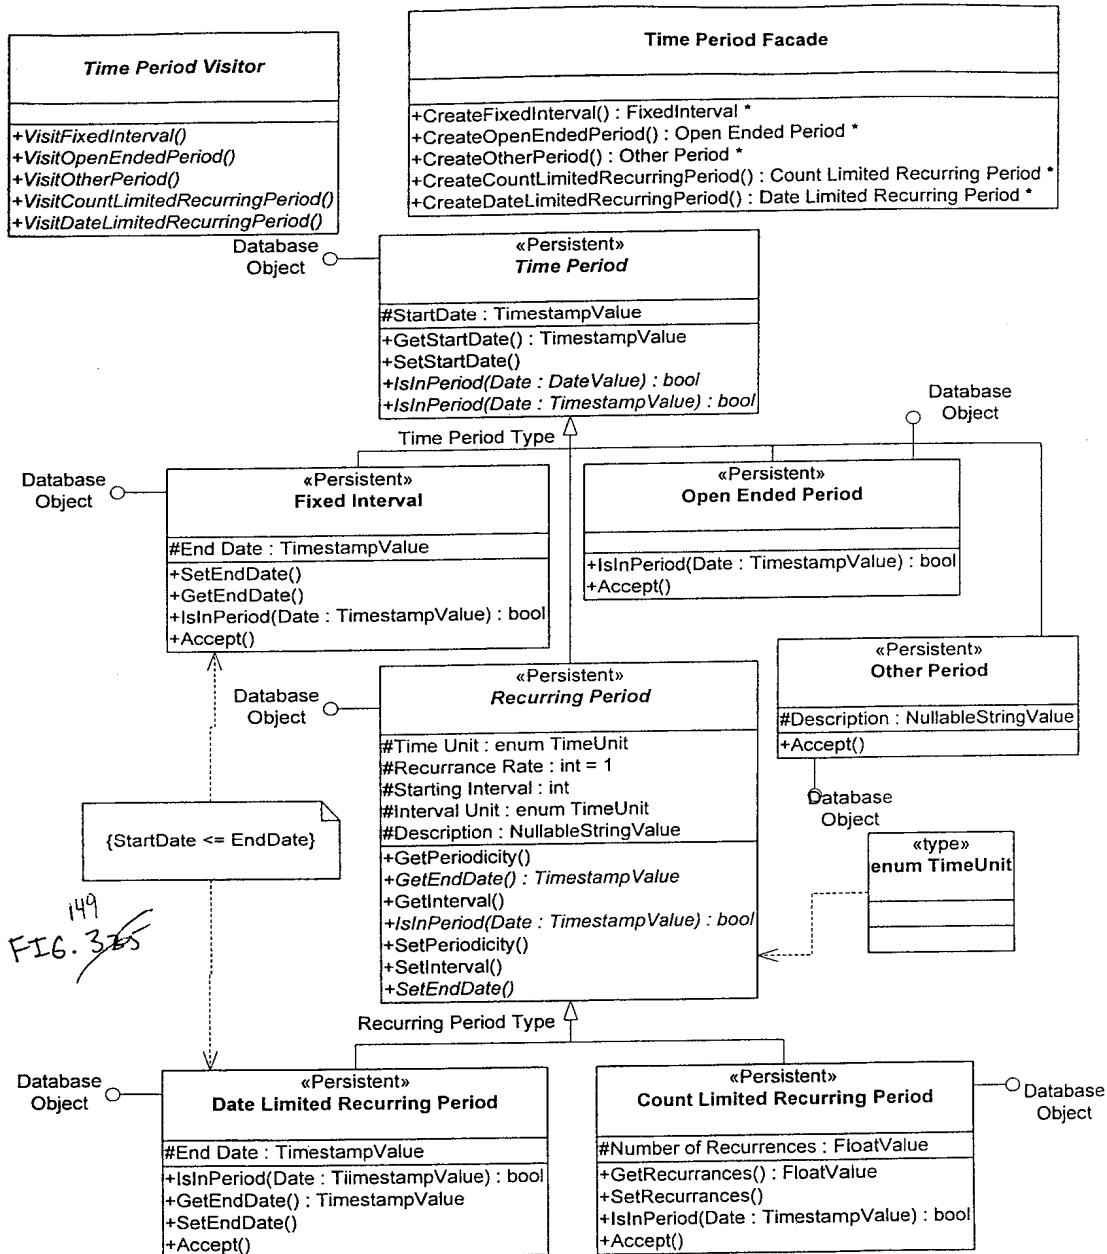 Time Period Visitor
+VisitFixedInterval()
+VisitOpenEndedPeriod()
+VisitOtherPeriod()
+VisitCountLimitedRecurringPeriod()
+VisitDateLimitedRecurringPeriod()
Time Period Facade
+CreateFixedInterval() : FixedInterval *
+CreateOpenEndedPeriod() : Open Ended Period *
+CreateOtherPeriod() : Other Period *
+CreateCountLimitedRecurringPeriod() : Count Limited Recurring Period *
+CreateDateLimitedRecurringPeriod() : Date Limited Recurring Period *
Database
Object
«Persistent»
Time Period
#StartDate : TimestampValue
+GetStartDate() : TimestampValue
+SetStartDate()
+IsInPeriod(Date : DateValue) : bool
+IsInPeriod(Date : TimestampValue) : bool
Time Period Type
Database
Object
Database
Object
«Persistent»
Fixed Interval
#End Date : TimestampValue
+SetEndDate()
+GetEndDate()
+IsInPeriod(Date : TimestampValue) : bool
+Accept()
«Persistent»
Open Ended Period
+IsInPeriod(Date : TimestampValue) : bool
+Accept()
«Persistent»
Other Period
#Description : NullableStringValue
+Accept()
Database
Object
Database
Object
«Persistent»
Recurring Period
#Time Unit : enum TimeUnit
#Recurrance Rate : int = 1
#Starting Interval : int
#Interval Unit : enum TimeUnit
#Description : NullableStringValue
+GetPeriodicity()
+GetEndDate() : TimestampValue
+GetInterval()
+IsInPeriod(Date : TimestampValue) : bool
+SetPeriodicity()
+SetInterval()
+SetEndDate()
«type»
enum TimeUnit
{StartDate <= EndDate}
149
FIG.
Recurring Period Type
Database
Object
«Persistent»
Date Limited Recurring Period
#End Date : TimestampValue
+IsInPeriod(Date : TiimestampValue) : bool
+GetEndDate() : TimestampValue
+SetEndDate()
+Accept()
«Persistent»
Count Limited Recurring Period
#Number of Recurrences : FloatValue
+GetRecurrances() : FloatValue
+SetRecurrances()
+IsInPeriod(Date : TimestampValue) : bool
+Accept()
Database
Object